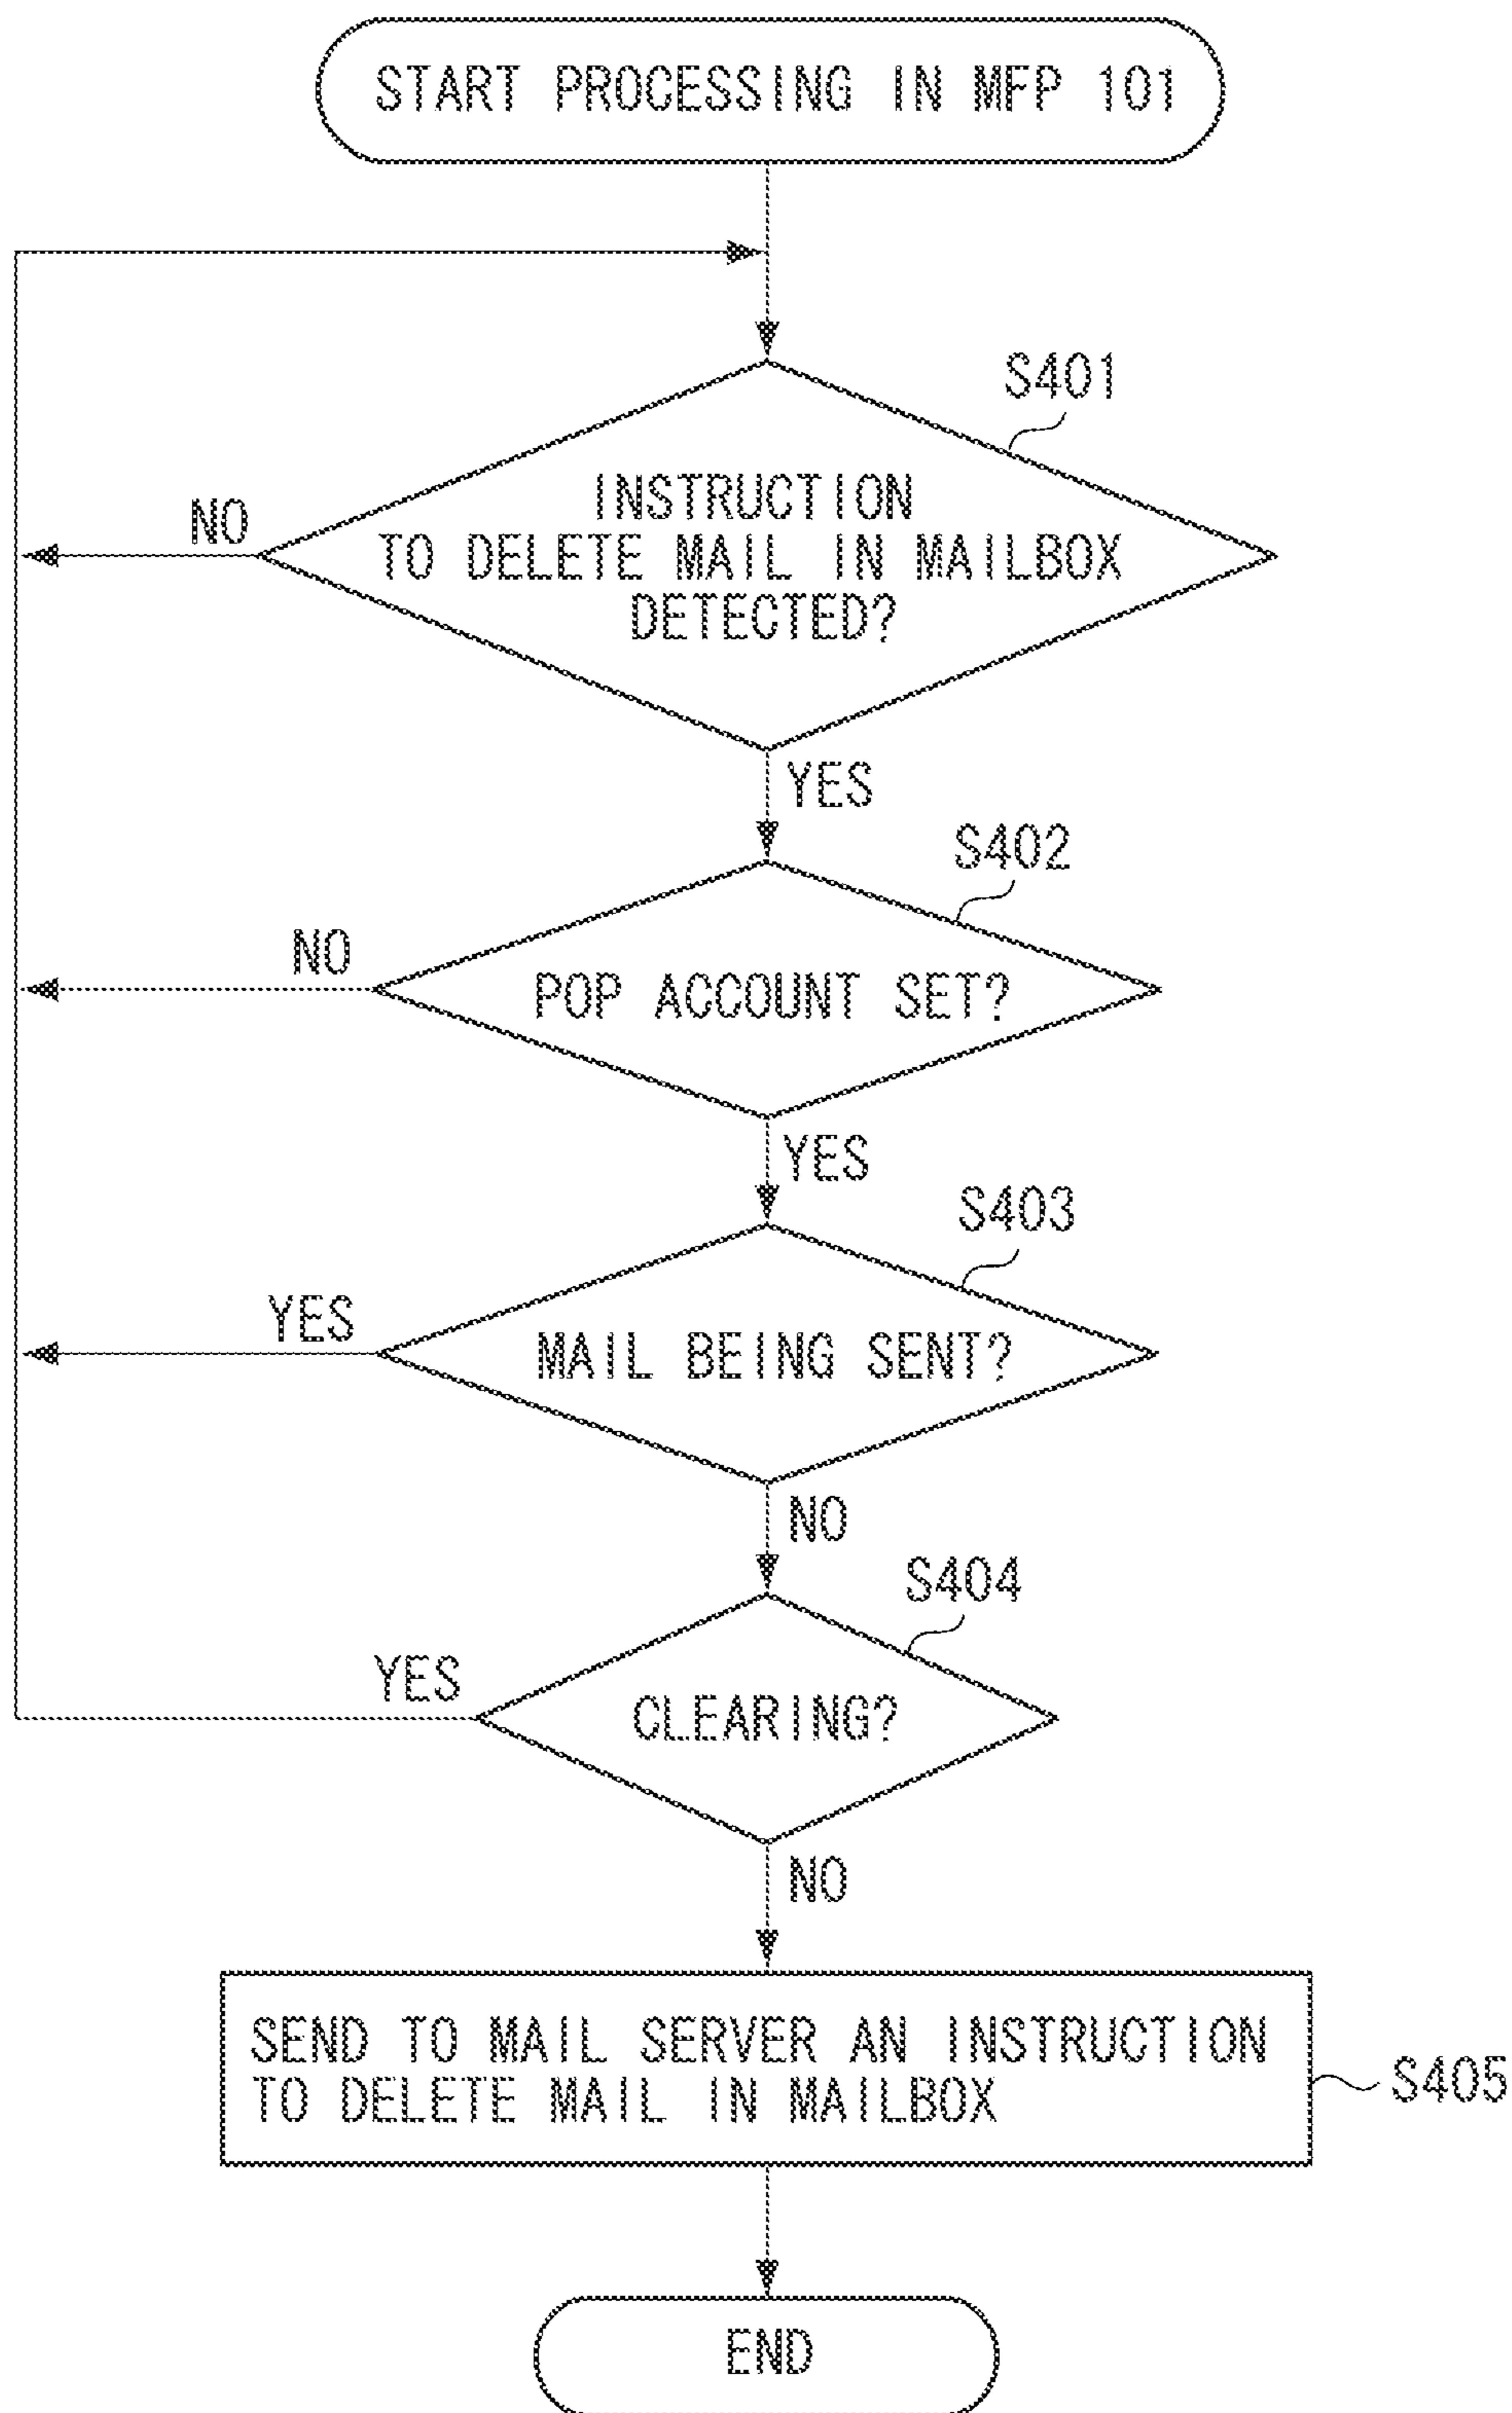 START PROCESSING IN MFP 101
S401
INSTRUCTION
TO DELETE MAIL IN MAILBOX
DETECTED?
NO
YES
S402
POP ACCOUNT SET?
NO
YES
S403
MAIL BEING SENT?
YES
NO
S404
CLEARING?
YES
NO
SEND TO MAIL SERVER AN INSTRUCTION
TO DELETE MAIL IN MAILBOX
S405
END